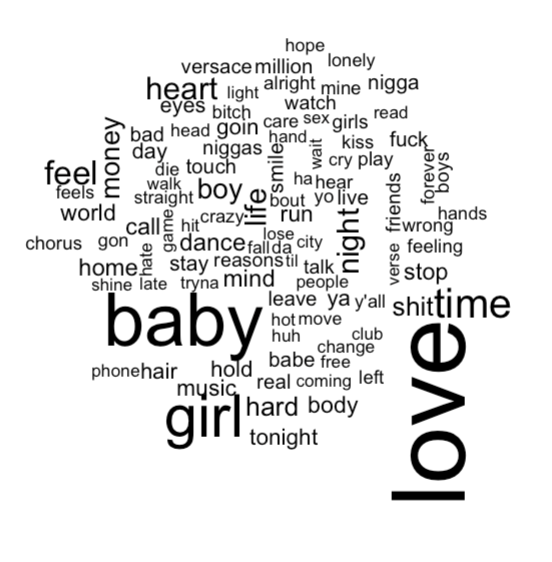 hope
versace million lonely
heart light alright mine nigga
eyes bitch watch
money bad head goin care sex girls read
day niggas hand wait kiss fuck
feel die touch smile cry play forever boys
feels walk straight boy life ha hear
world bout yo live friends hands
call game hit crazy run night wrong
chorus gon hate dance fall lose da city verse feeling
home stay reasons til talk stop
shine late tryna mind people
baby leave ya y'all shit time
hot move love
huh club
change
phone hair hold babe free
music real coming left
girl hard body
tonight